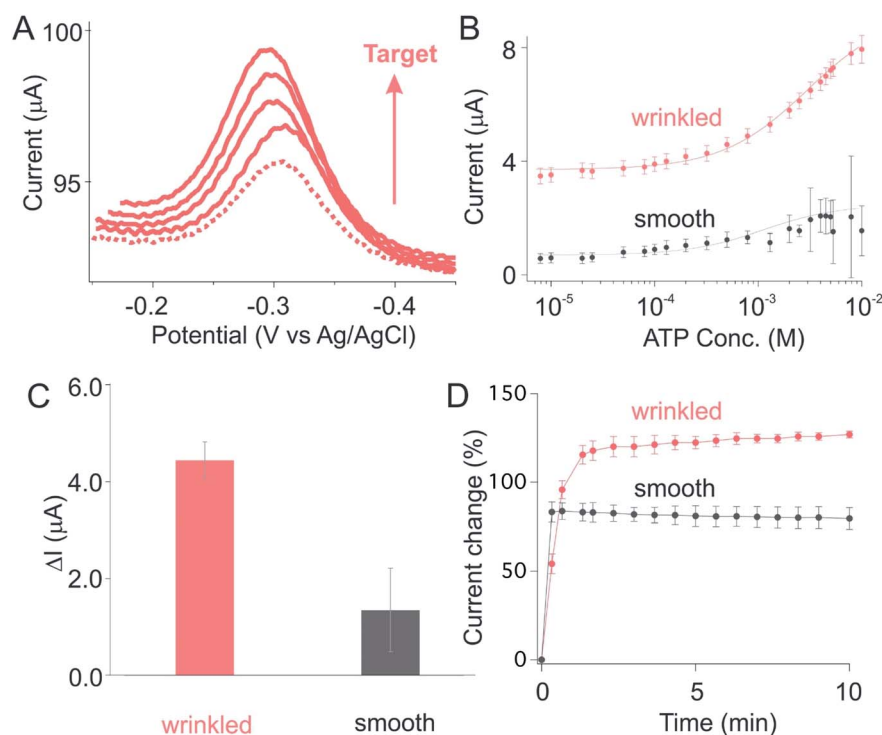 A
100
95
Current (μA)
Target
-0.2
-0.3
-0.4
Potential (V vs Ag/AgCl)
B
8
4
0
Current (μA)
wrinkled
smooth
10-5
10-4
10-3
10-2
ATP Conc. (M)
C
6.0
4.0
2.0
0.0
ΔI (μA)
wrinkled
smooth
D
150
100
50
0
Current change (%)
wrinkled
smooth
0
5
10
Time (min)